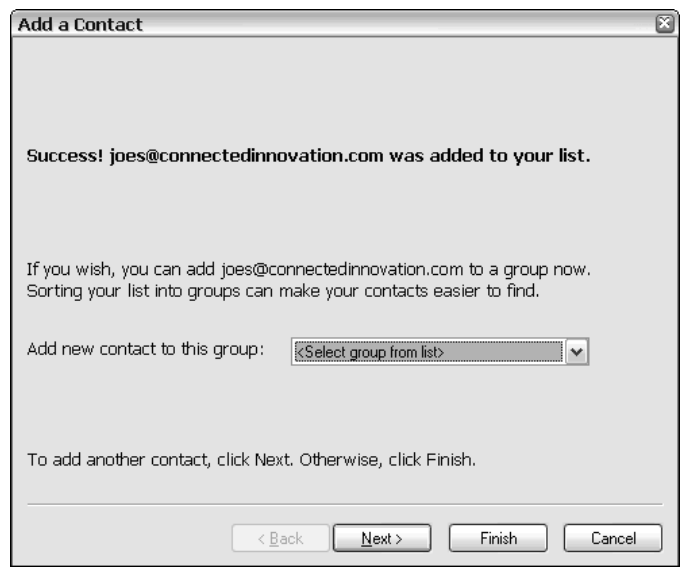 Add a Contact
Success! joes@connectedinnovation.com was added to your list.
If you wish, you can add joes@connectedinnovation.com to a group now.
Sorting your list into groups can make your contacts easier to find.
Add new contact to this group: <Select group from list>
To add another contact, click Next. Otherwise, click Finish.
< Back Next > Finish Cancel